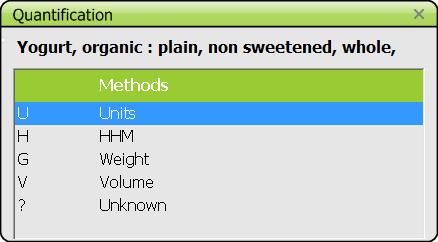 Quantification
Yogurt, organic : plain, non sweetened, whole,
Methods
U Units
H HHM
G Weight
V Volume
? Unknown